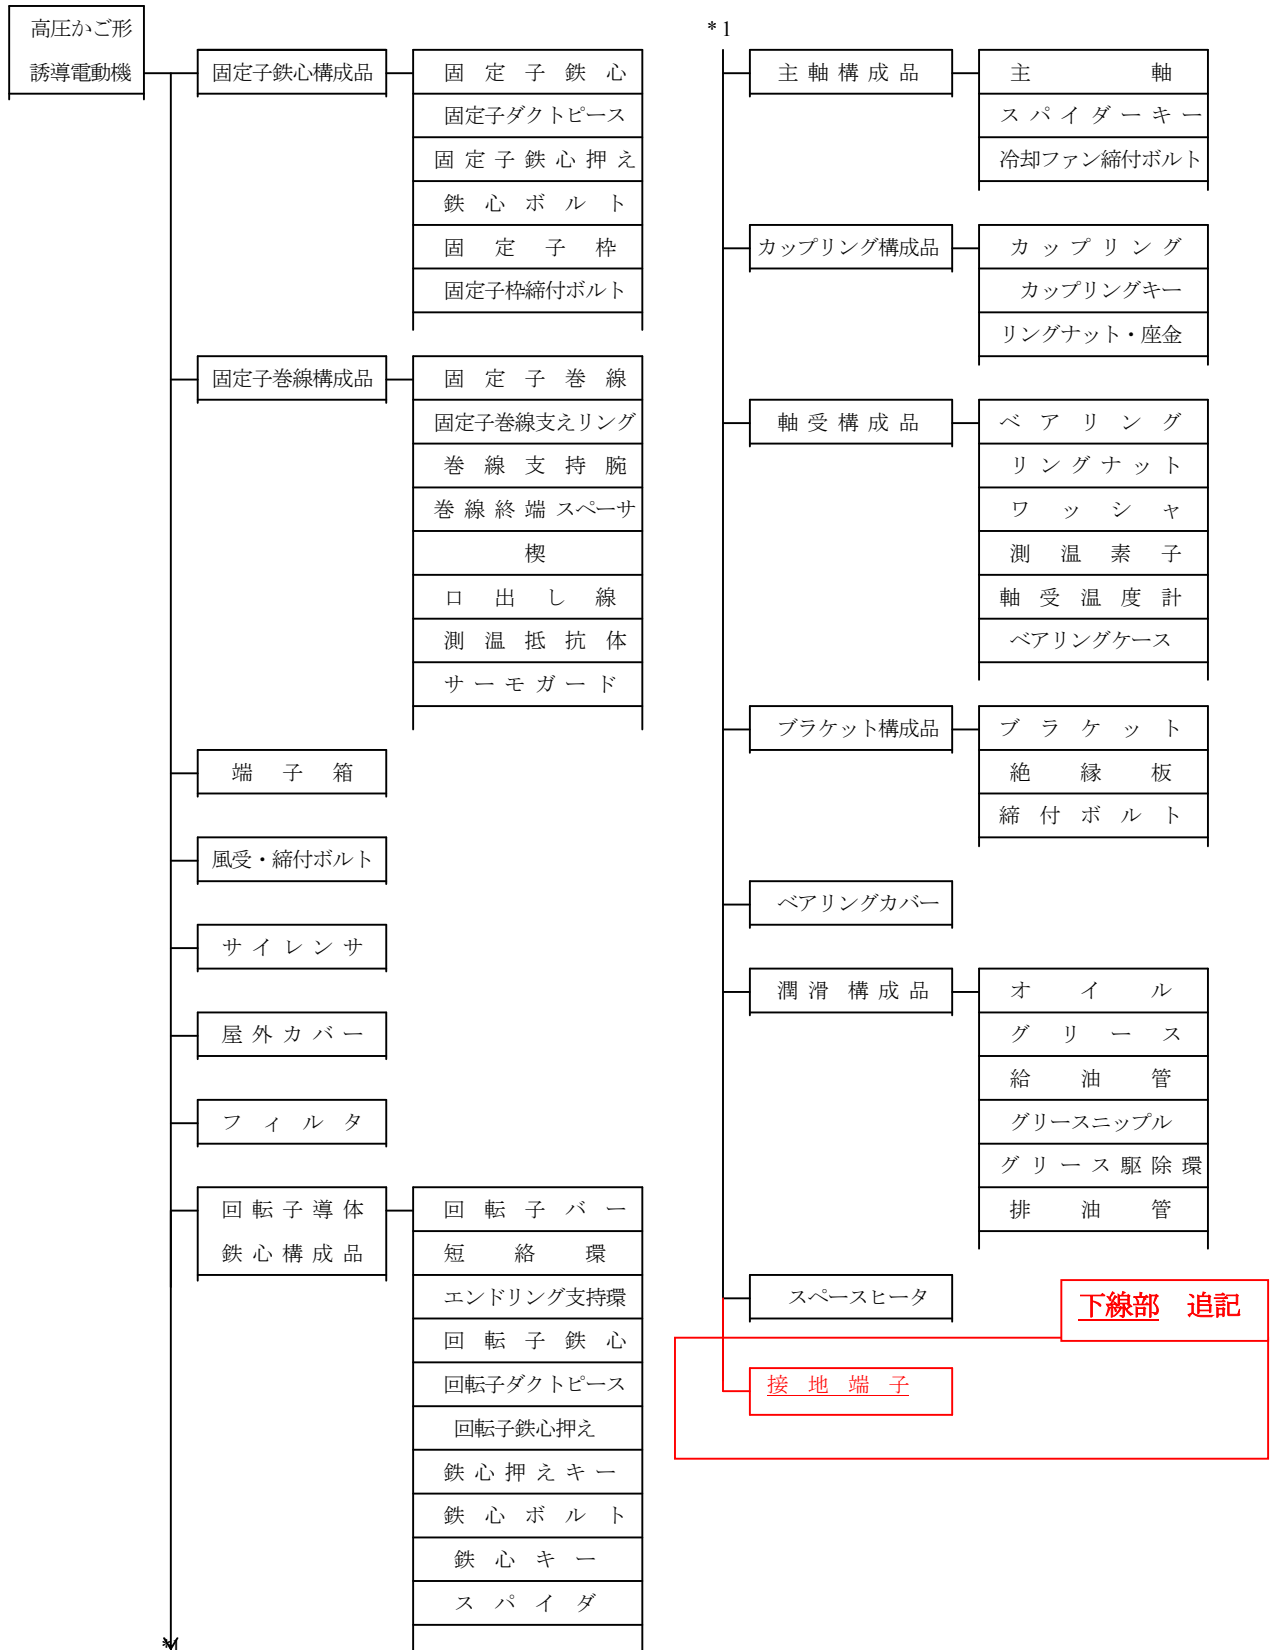 高圧かご形
誘導電動機
固定子鉄心構成品
固定子鉄心
固定子ダクトピース
固定子鉄心押え
鉄心ボルト
固定子枠
固定子枠締付ボルト
固定子巻線構成品
固定子巻線
固定子巻線支えリング
巻線支持腕
巻線終端スペーサ
楔
口出し線
測温抵抗体
サーモガード
端子箱
風受・締付ボルト
サイレンサ
屋外カバー
フィルタ
回転子導体
鉄心構成品
回転子バー
短絡環
エンドリング支持環
回転子鉄心
回転子ダクトピース
回転子鉄心押え
鉄心押えキー
鉄心ボルト
鉄心キー
スパイダ
*1
*1
主軸構成品
主軸
スパイダーキー
冷却ファン締付ボルト
カップリング構成品
カップリング
カップリングキー
リングナット・座金
軸受構成品
ベアリング
リングナット
ワッシャ
測温素子
軸受温度計
ベアリングケース
ブラケット構成品
ブラケット
絶縁板
締付ボルト
ベアリングカバー
潤滑構成品
オイル
グリース
給油管
グリースニップル
グリース駆除環
排油管
スペースヒータ
下線部 追記
接地端子